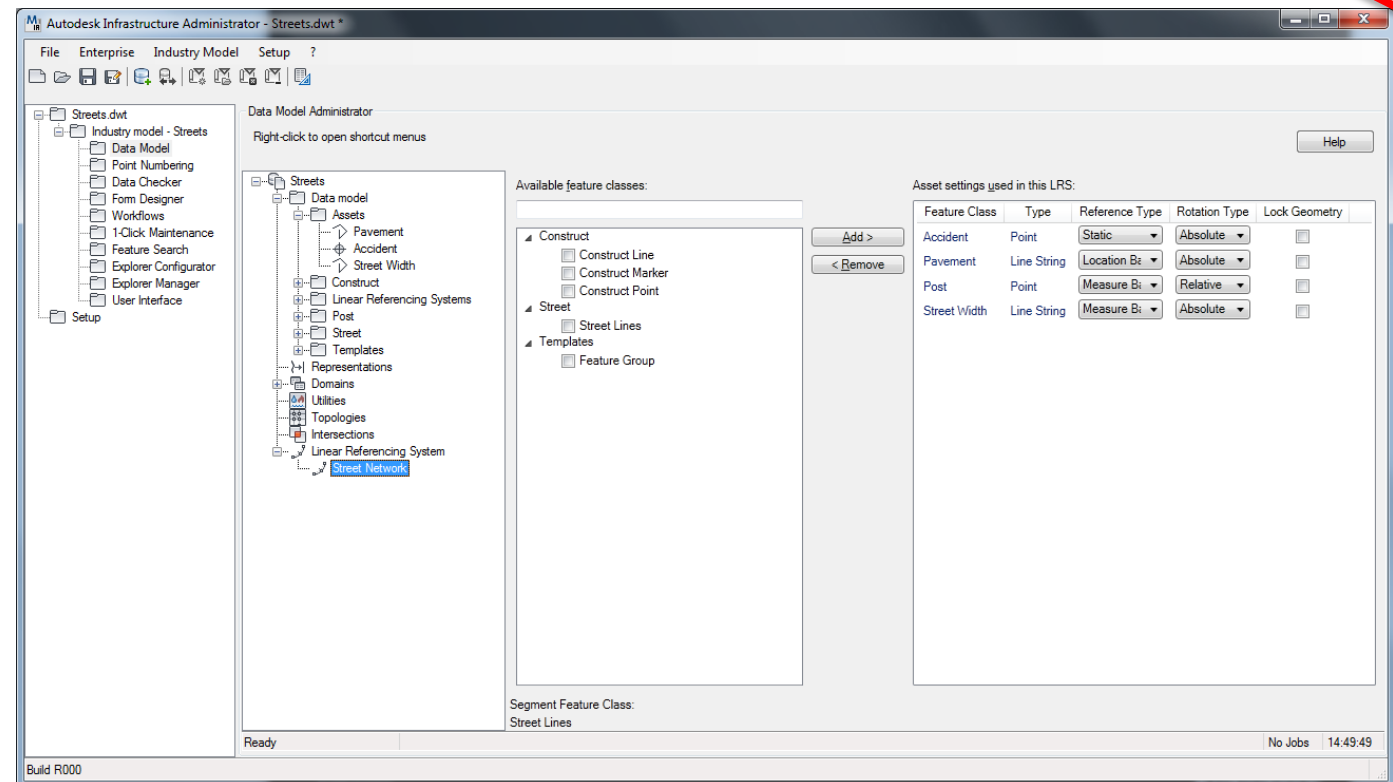 Autodesk Infrastructure Administrator - Streets.dwt *
File Enterprise Industry Model Setup ?
Streets.dwt
Industry model - Streets
Data Model
Point Numbering
Data Checker
Form Designer
Workflows
1-Click Maintenance
Feature Search
Explorer Configurator
Explorer Manager
User Interface
Setup
Data Model Administrator
Right-click to open shortcut menus
Help
Streets
Data model
Assets
Pavement
Accident
Street Width
Construct
Linear Referencing Systems
Post
Street
Templates
Representations
Domains
Utilities
Topologies
Intersections
Linear Referencing System
Street Network
Available feature classes:
Construct
Construct Line
Construct Marker
Construct Point
Street
Street Lines
Templates
Feature Group
Add >
< Remove
Asset settings used in this LRS:
Feature Class Type Reference Type Rotation Type Lock Geometry
Accident Point Static Absolute
Pavement Line String Location Ba Absolute
Post Point Measure Ba Relative
Street Width Line String Measure Ba Absolute
Segment Feature Class:
Street Lines
Ready No Jobs 14:49:49
Build R000